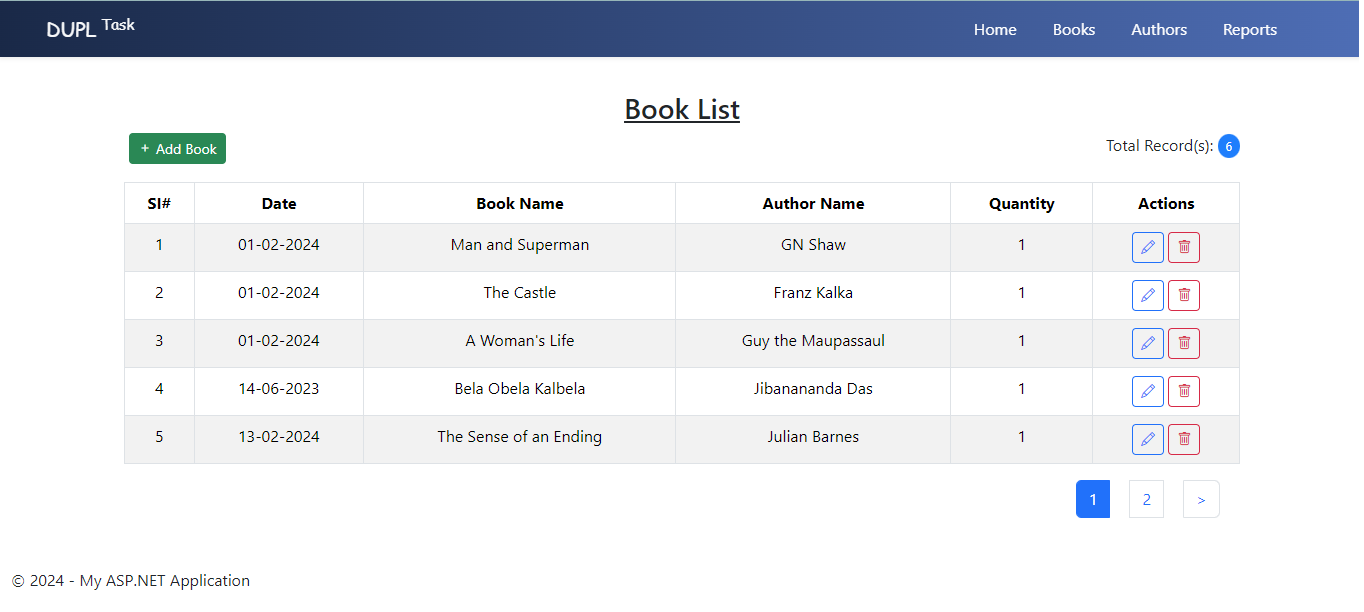 DUPL Task Home Books Authors Reports
Book List
+ Add Book Total Record(s): 6
Sl# Date Book Name Author Name Quantity Actions
1 01-02-2024 Man and Superman GN Shaw 1
2 01-02-2024 The Castle Franz Kalka 1
3 01-02-2024 A Woman's Life Guy the Maupassaul 1
4 14-06-2023 Bela Obela Kalbela Jibanananda Das 1
5 13-02-2024 The Sense of an Ending Julian Barnes 1
1 2 >
© 2024 - My ASP.NET Application